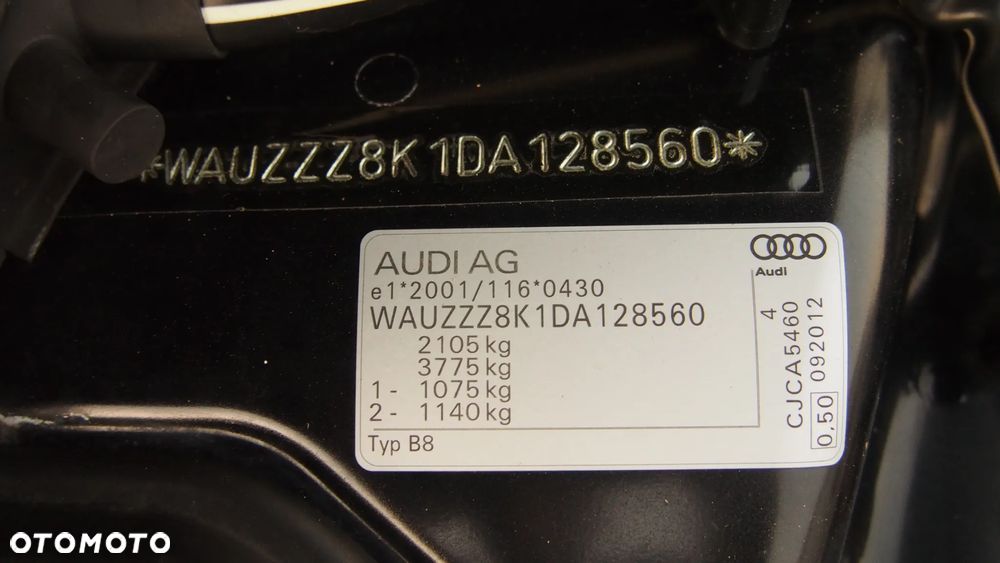 *WAUZZZ8K1DA128560*
AUDI AG
Audi
e1*2001/116*0430
WAUZZZ8K1DA128560
2105 kg
3775 kg
1 - 1075 kg
2 - 1140 kg
Typ B8
4
CJCA5460
0,50 092012
OTOMOTO